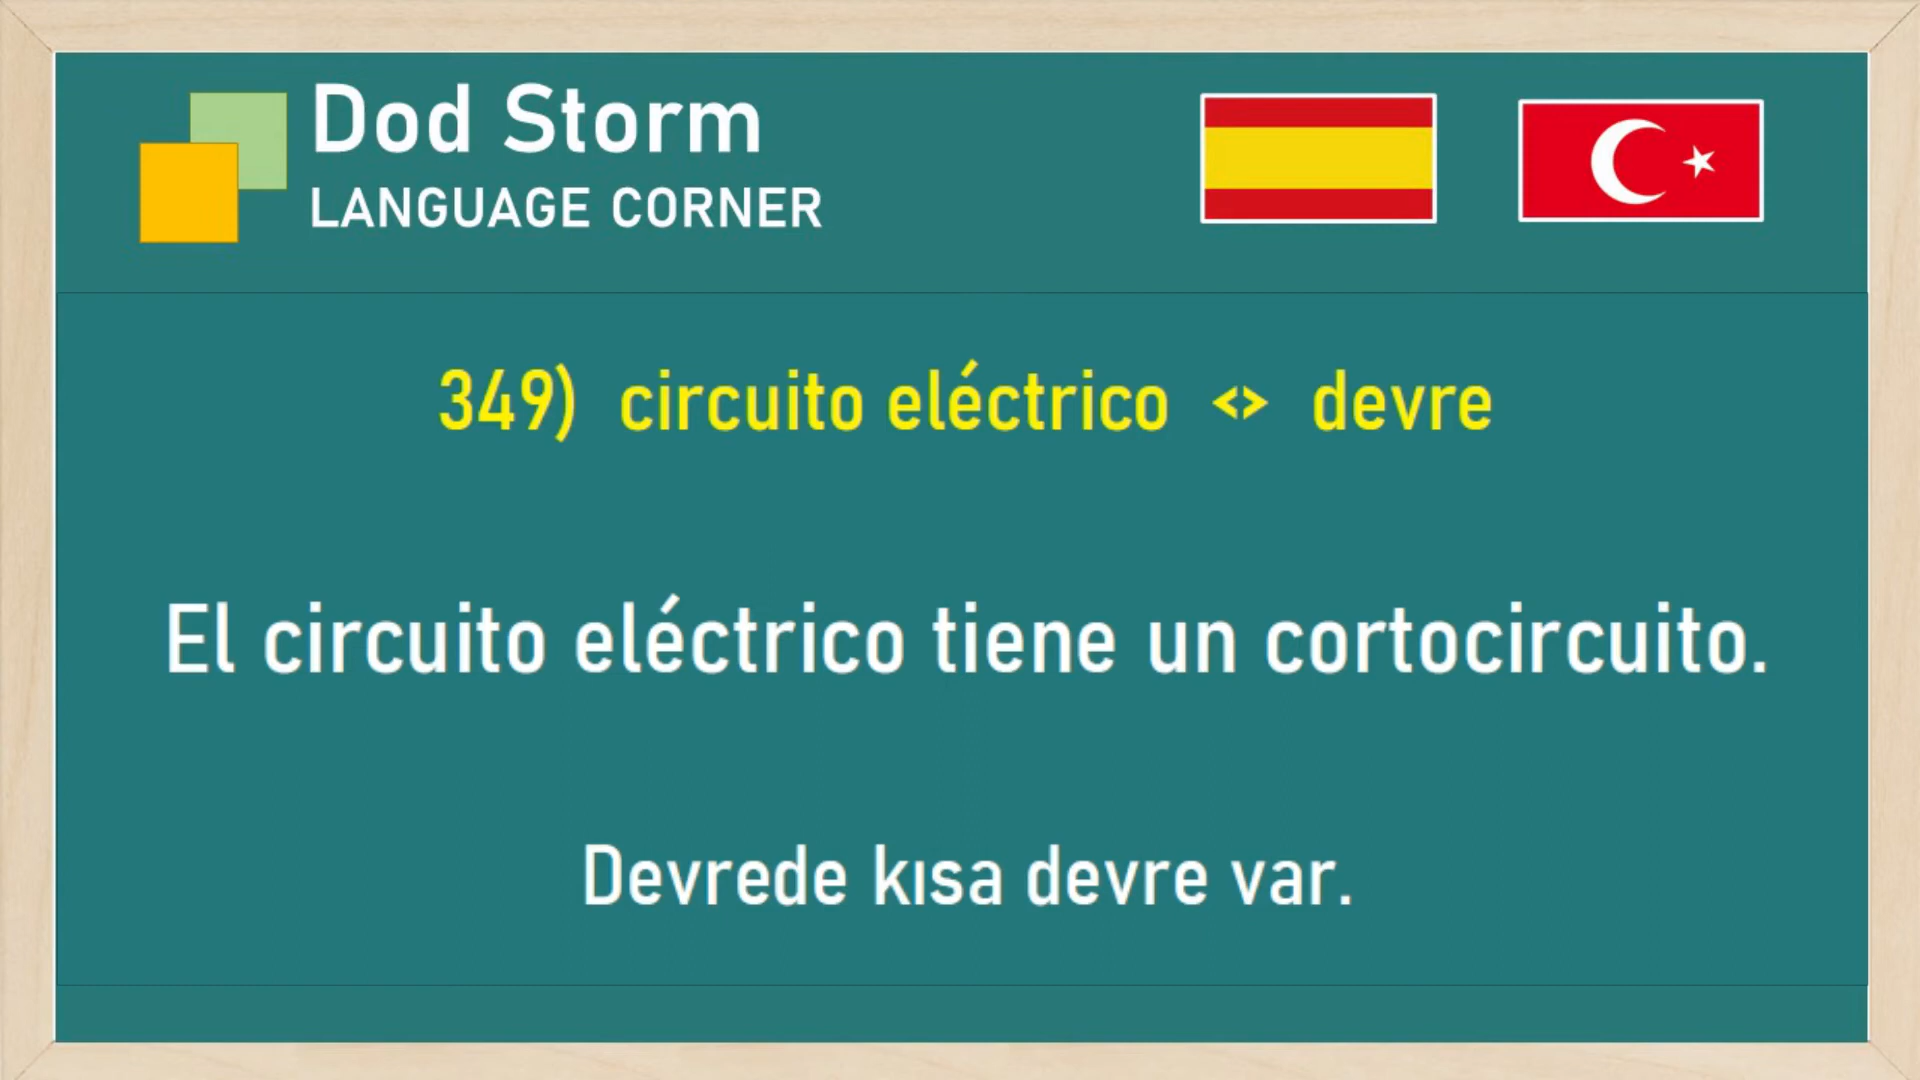 Dod Storm
LANGUAGE CORNER
349) circuito eléctrico <> devre
El circuito eléctrico tiene un cortocircuito.
Devrede kısa devre var.